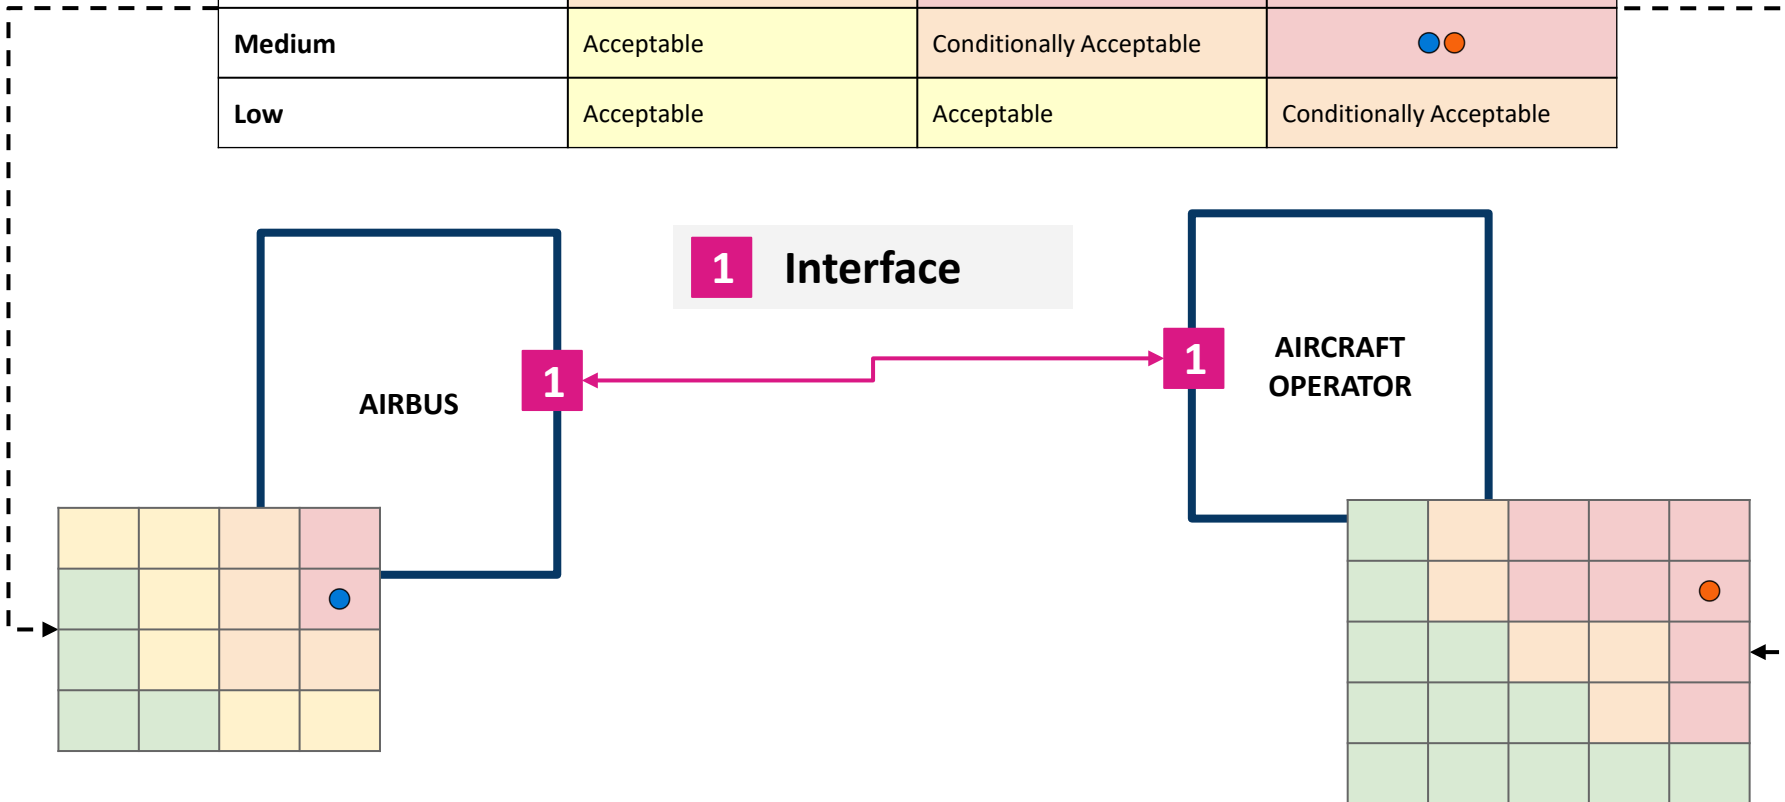 Medium Acceptable Conditionally Acceptable
Low Acceptable Acceptable Conditionally Acceptable
1 Interface
1
AIRBUS
1
AIRCRAFT
OPERATOR